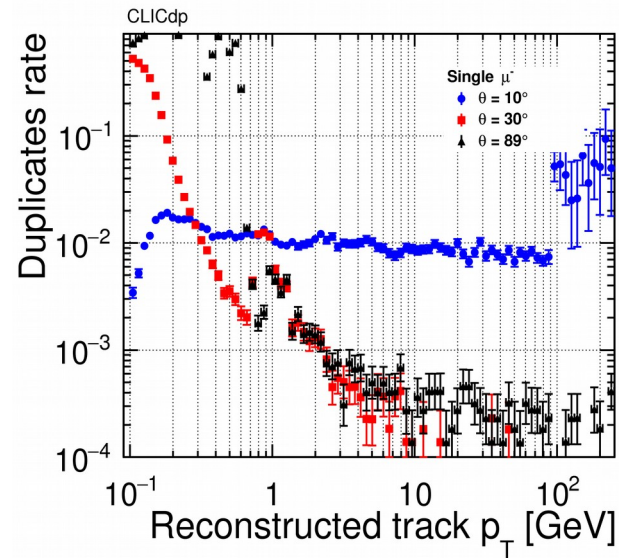 CLICdp
Duplicates rate
Single μ⁻
θ = 10°
θ = 30°
θ = 89°
10⁻¹
10⁻²
10⁻³
10⁻⁴
10⁻¹ 1 10 10²
Reconstructed track p_T [GeV]